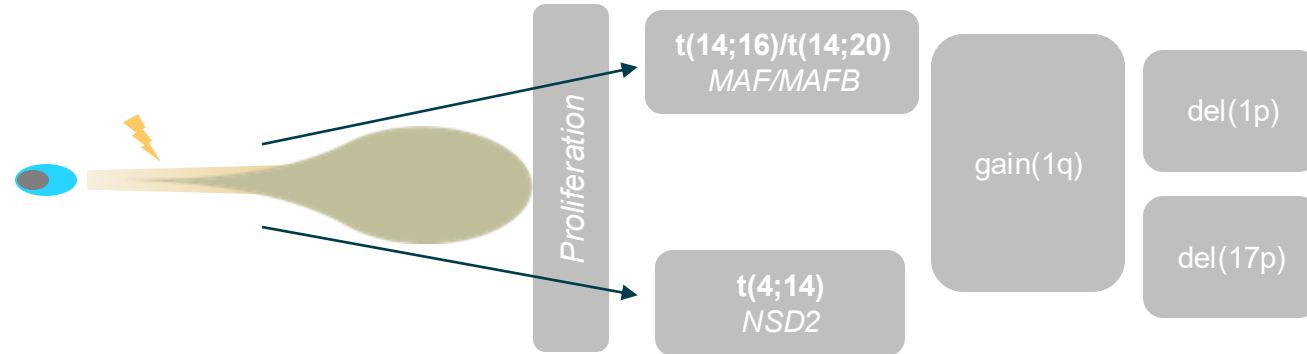 Proliferation
t(14;16)/t(14;20)
MAF/MAFB
t(4;14)
NSD2
gain(1q)
del(1p)
del(17p)